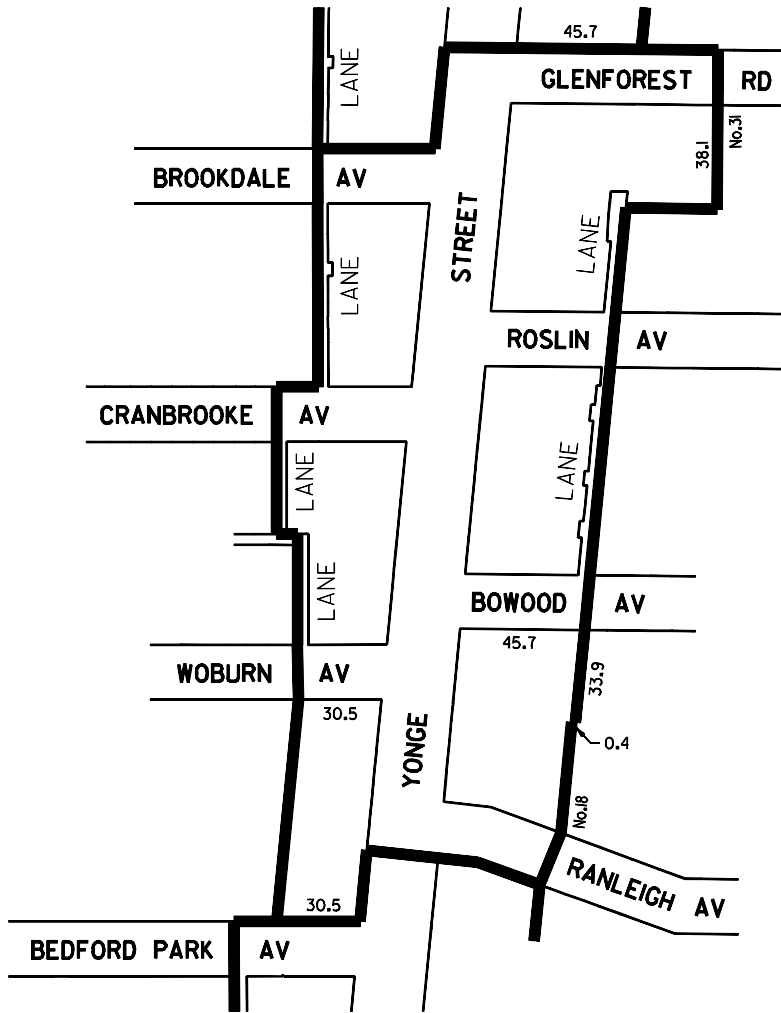 45.7
LANE
GLENFOREST RD
No.31
38.1
BROOKDALE AV
STREET
LANE
LANE
ROSLIN AV
CRANBROOKE AV
LANE
LANE
LANE
BOWOOD AV
45.7
WOBURN AV
33.9
30.5
YONGE
0.4
No.18
RANLEIGH AV
30.5
BEDFORD PARK AV